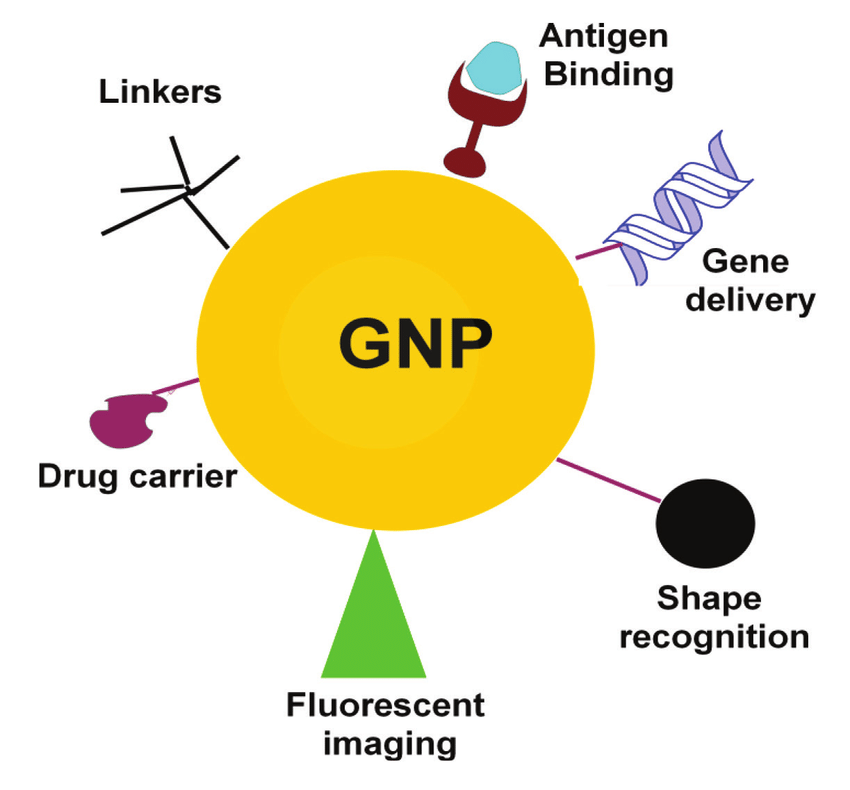 Antigen
Binding
Linkers
Gene
delivery
GNP
Drug carrier
Shape
recognition
Fluorescent
imaging